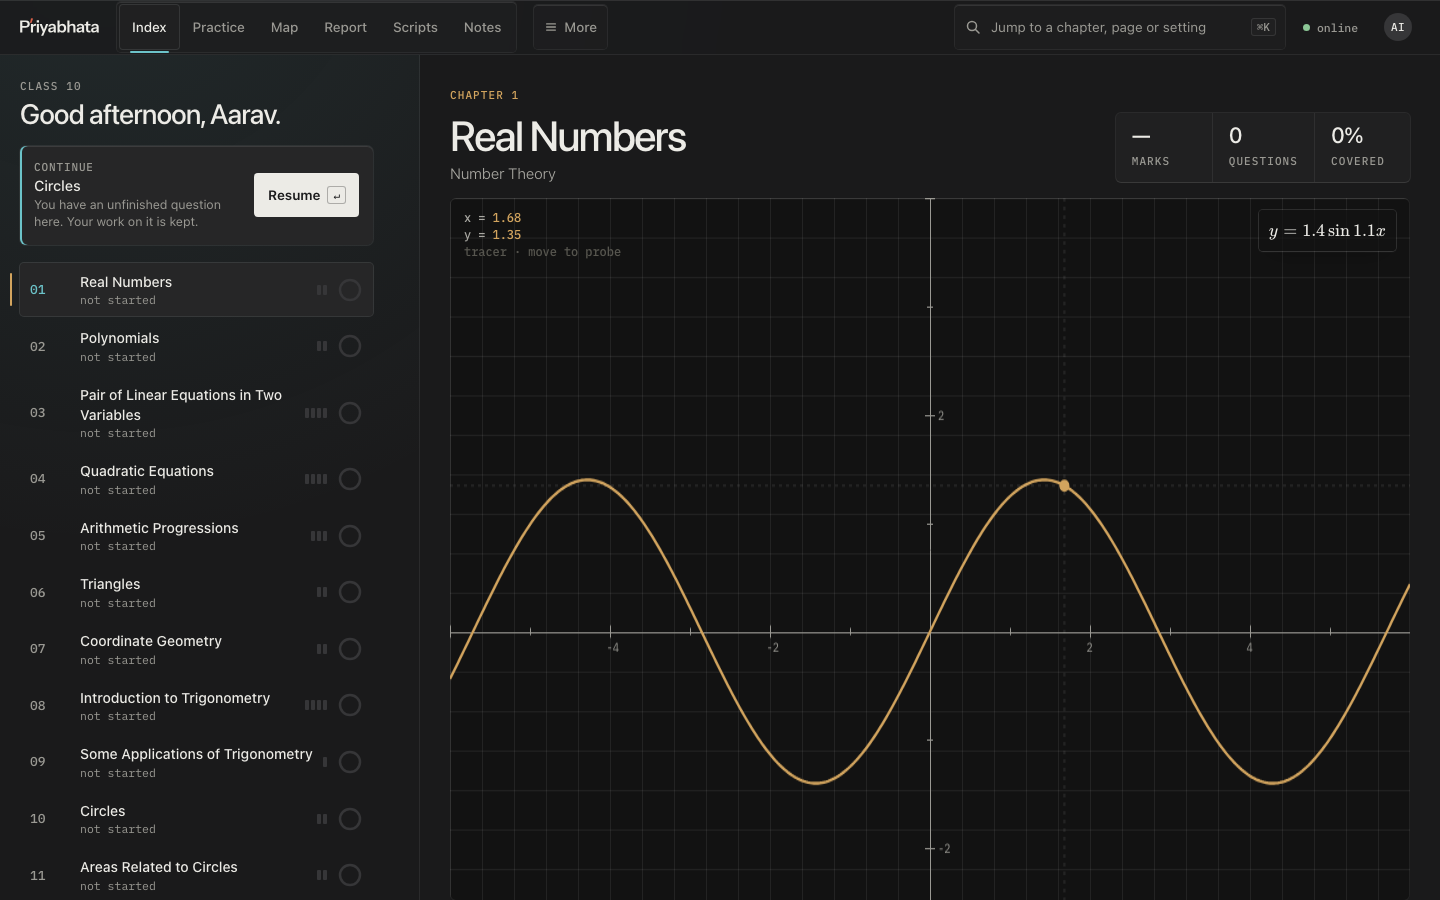 Priyabhata
Index
Practice
Map
Report
Scripts
Notes
More
Jump to a chapter, page or setting
⌘K
online
AI
CLASS 10
Good afternoon, Aarav.
CONTINUE
Circles
You have an unfinished question
here. Your work on it is kept.
Resume ↵
01
Real Numbers
not started
02
Polynomials
not started
03
Pair of Linear Equations in Two
Variables
not started
04
Quadratic Equations
not started
05
Arithmetic Progressions
not started
06
Triangles
not started
07
Coordinate Geometry
not started
08
Introduction to Trigonometry
not started
09
Some Applications of Trigonometry
not started
10
Circles
not started
11
Areas Related to Circles
not started
CHAPTER 1
Real Numbers
Number Theory
—
MARKS
0
QUESTIONS
0%
COVERED
x = 1.68
y = 1.35
tracer · move to probe
y = 1.4 sin 1.1x
2
-4
-2
2
4
-2